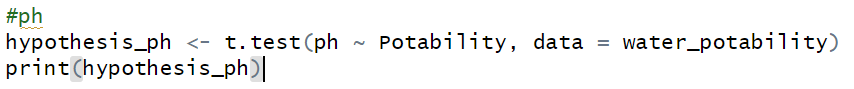 #ph
hypothesis_ph <- t.test(ph ~ Potability, data = water_potability)
print(hypothesis_ph)